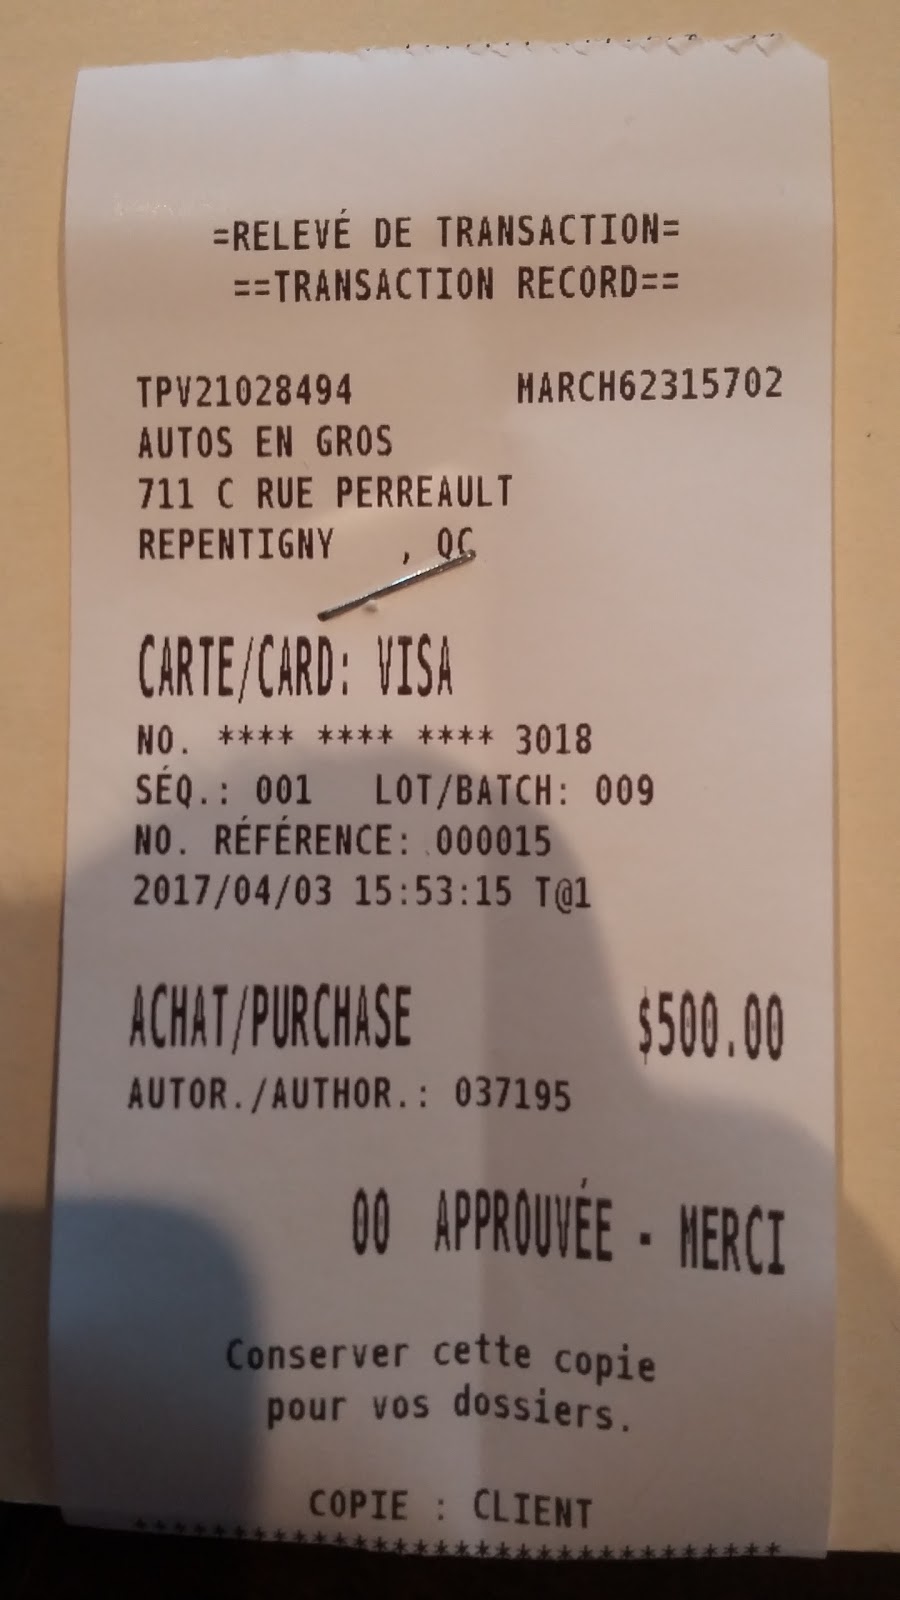 =RELEVÉ DE TRANSACTION=
==TRANSACTION RECORD==
TPV21028494 MARCH62315702
AUTOS EN GROS
711 C RUE PERREAULT
REPENTIGNY , QC
CARTE/CARD: VISA
NO. **** **** **** 3018
SÉQ.: 001 LOT/BATCH: 009
NO. RÉFÉRENCE: 000015
2017/04/03 15:53:15 T@1
ACHAT/PURCHASE $500.00
AUTOR./AUTHOR.: 037195
00 APPROUVÉE - MERCI
Conserver cette copie
pour vos dossiers.
COPIE : CLIENT
*********************************